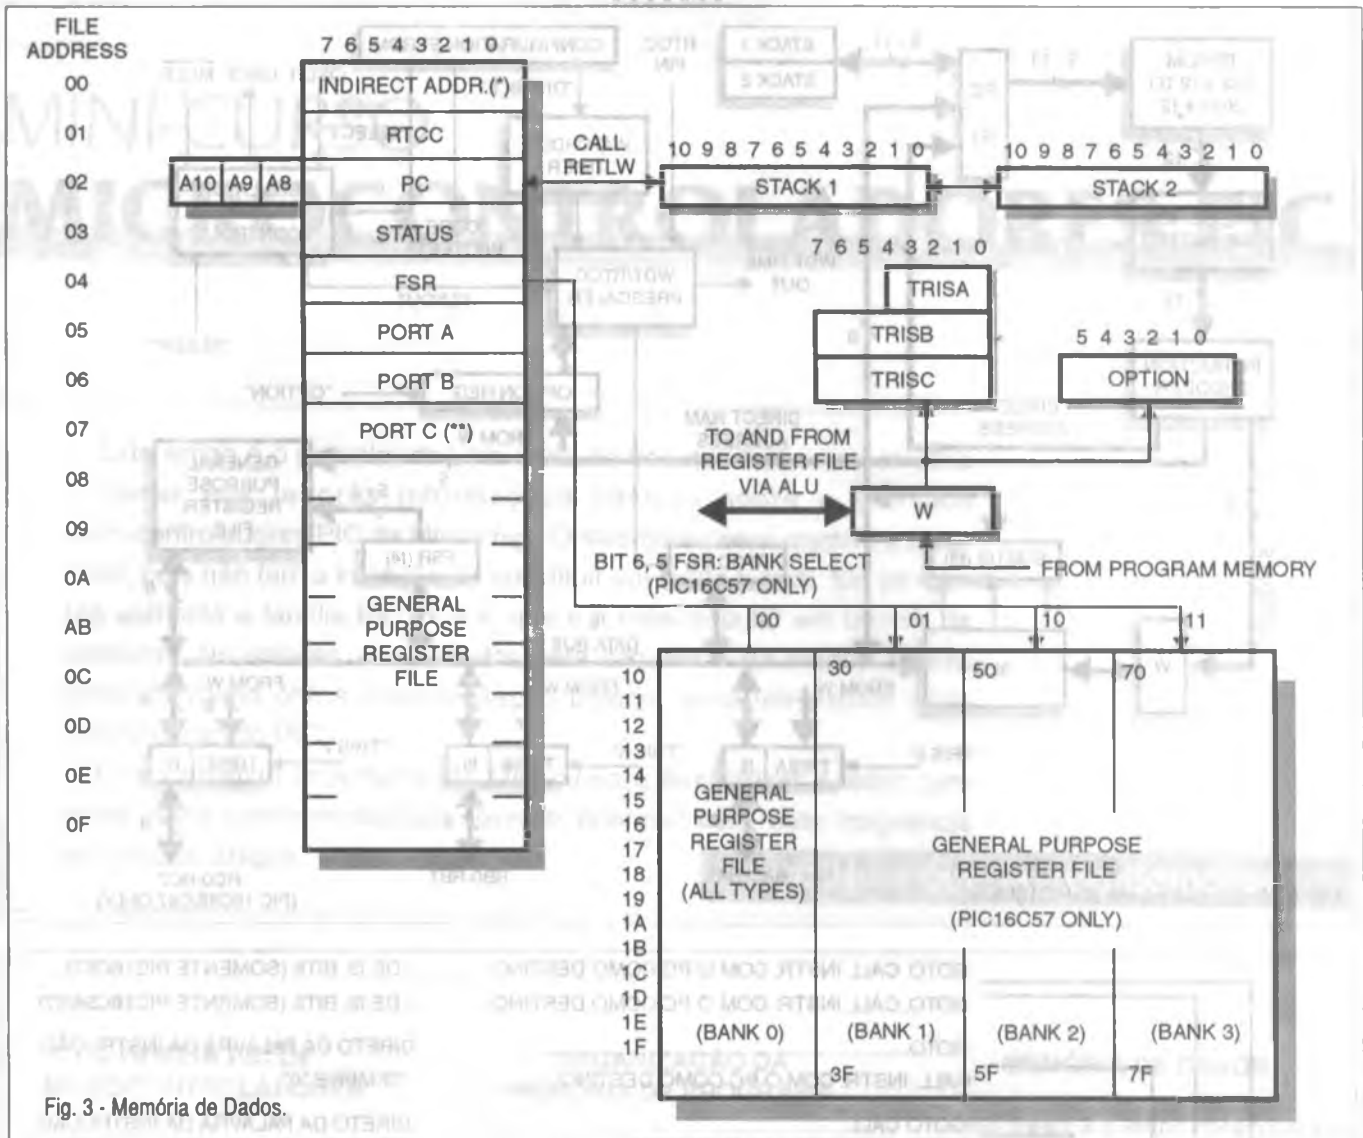 FILE
ADDRESS
7 6 5 4 3 2 1 0
00
INDIRECT ADDR.(*)
01
RTCC
CALL
RETLW
02
A10 A9 A8
PC
10 9 8 7 6 5 4 3 2 1 0
STACK 1
10 9 8 7 6 5 4 3 2 1 0
STACK 2
03
STATUS
04
FSR
05
PORT A
06
PORT B
07
PORT C (**)
08
09
0A
AB
0C
0D
0E
0F
GENERAL
PURPOSE
REGISTER
FILE
7 6 5 4 3 2 1 0
TRISA
TRISB
TRISC
5 4 3 2 1 0
OPTION
TO AND FROM
REGISTER FILE
VIA ALU
W
FROM PROGRAM MEMORY
BIT 6, 5 FSR: BANK SELECT
(PIC16C57 ONLY)
00 01 10 11
30 50 70
10
11
12
13
14
15
16
17
18
19
1A
1B
1C
1D
1E
1F
GENERAL
PURPOSE
REGISTER
FILE
(ALL TYPES)
GENERAL PURPOSE
REGISTER FILE
(PIC16C57 ONLY)
(BANK 0) (BANK 1) (BANK 2) (BANK 3)
3F 5F 7F
Fig. 3 - Memória de Dados.